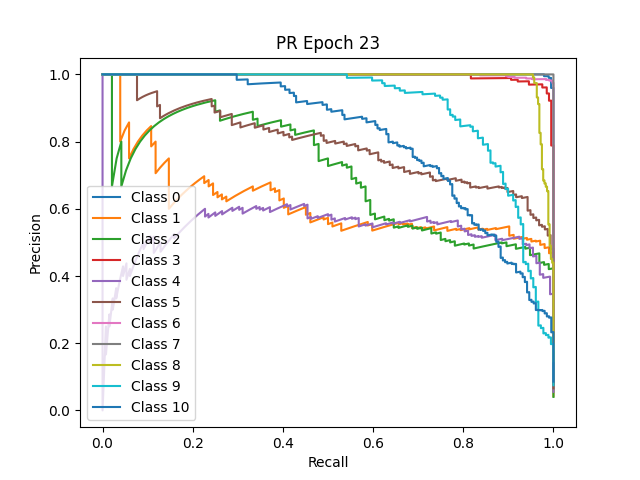 PR Epoch 23
Precision
1.0
0.8
0.6
0.4
0.2
0.0
Class 0
Class 1
Class 2
Class 3
Class 4
Class 5
Class 6
Class 7
Class 8
Class 9
Class 10
0.0 0.2 0.4 0.6 0.8 1.0
Recall